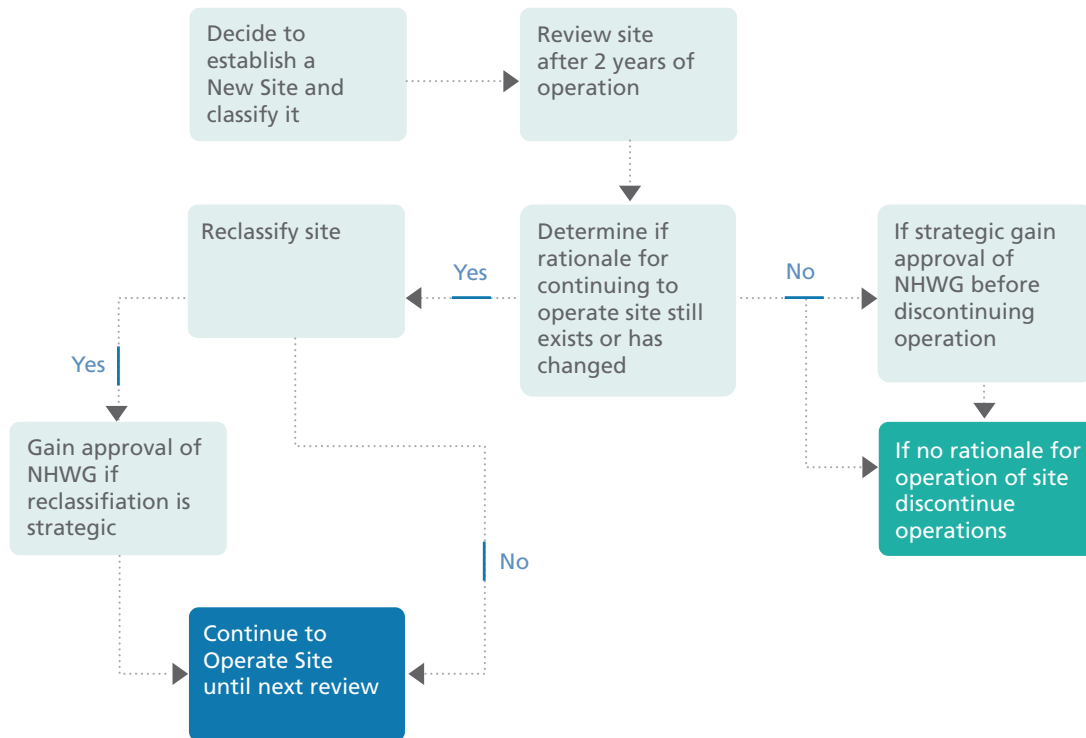 Decide to
establish a
New Site and
classify it
Review site
after 2 years of
operation
Reclassify site
Yes
Determine if
rationale for
continuing to
operate site still
exists or has
changed
No
If strategic gain
approval of
NHWG before
discontinuing
operation
Yes
Gain approval of
NHWG if
reclassifiation is
strategic
If no rationale for
operation of site
discontinue
operations
No
Continue to
Operate Site
until next review